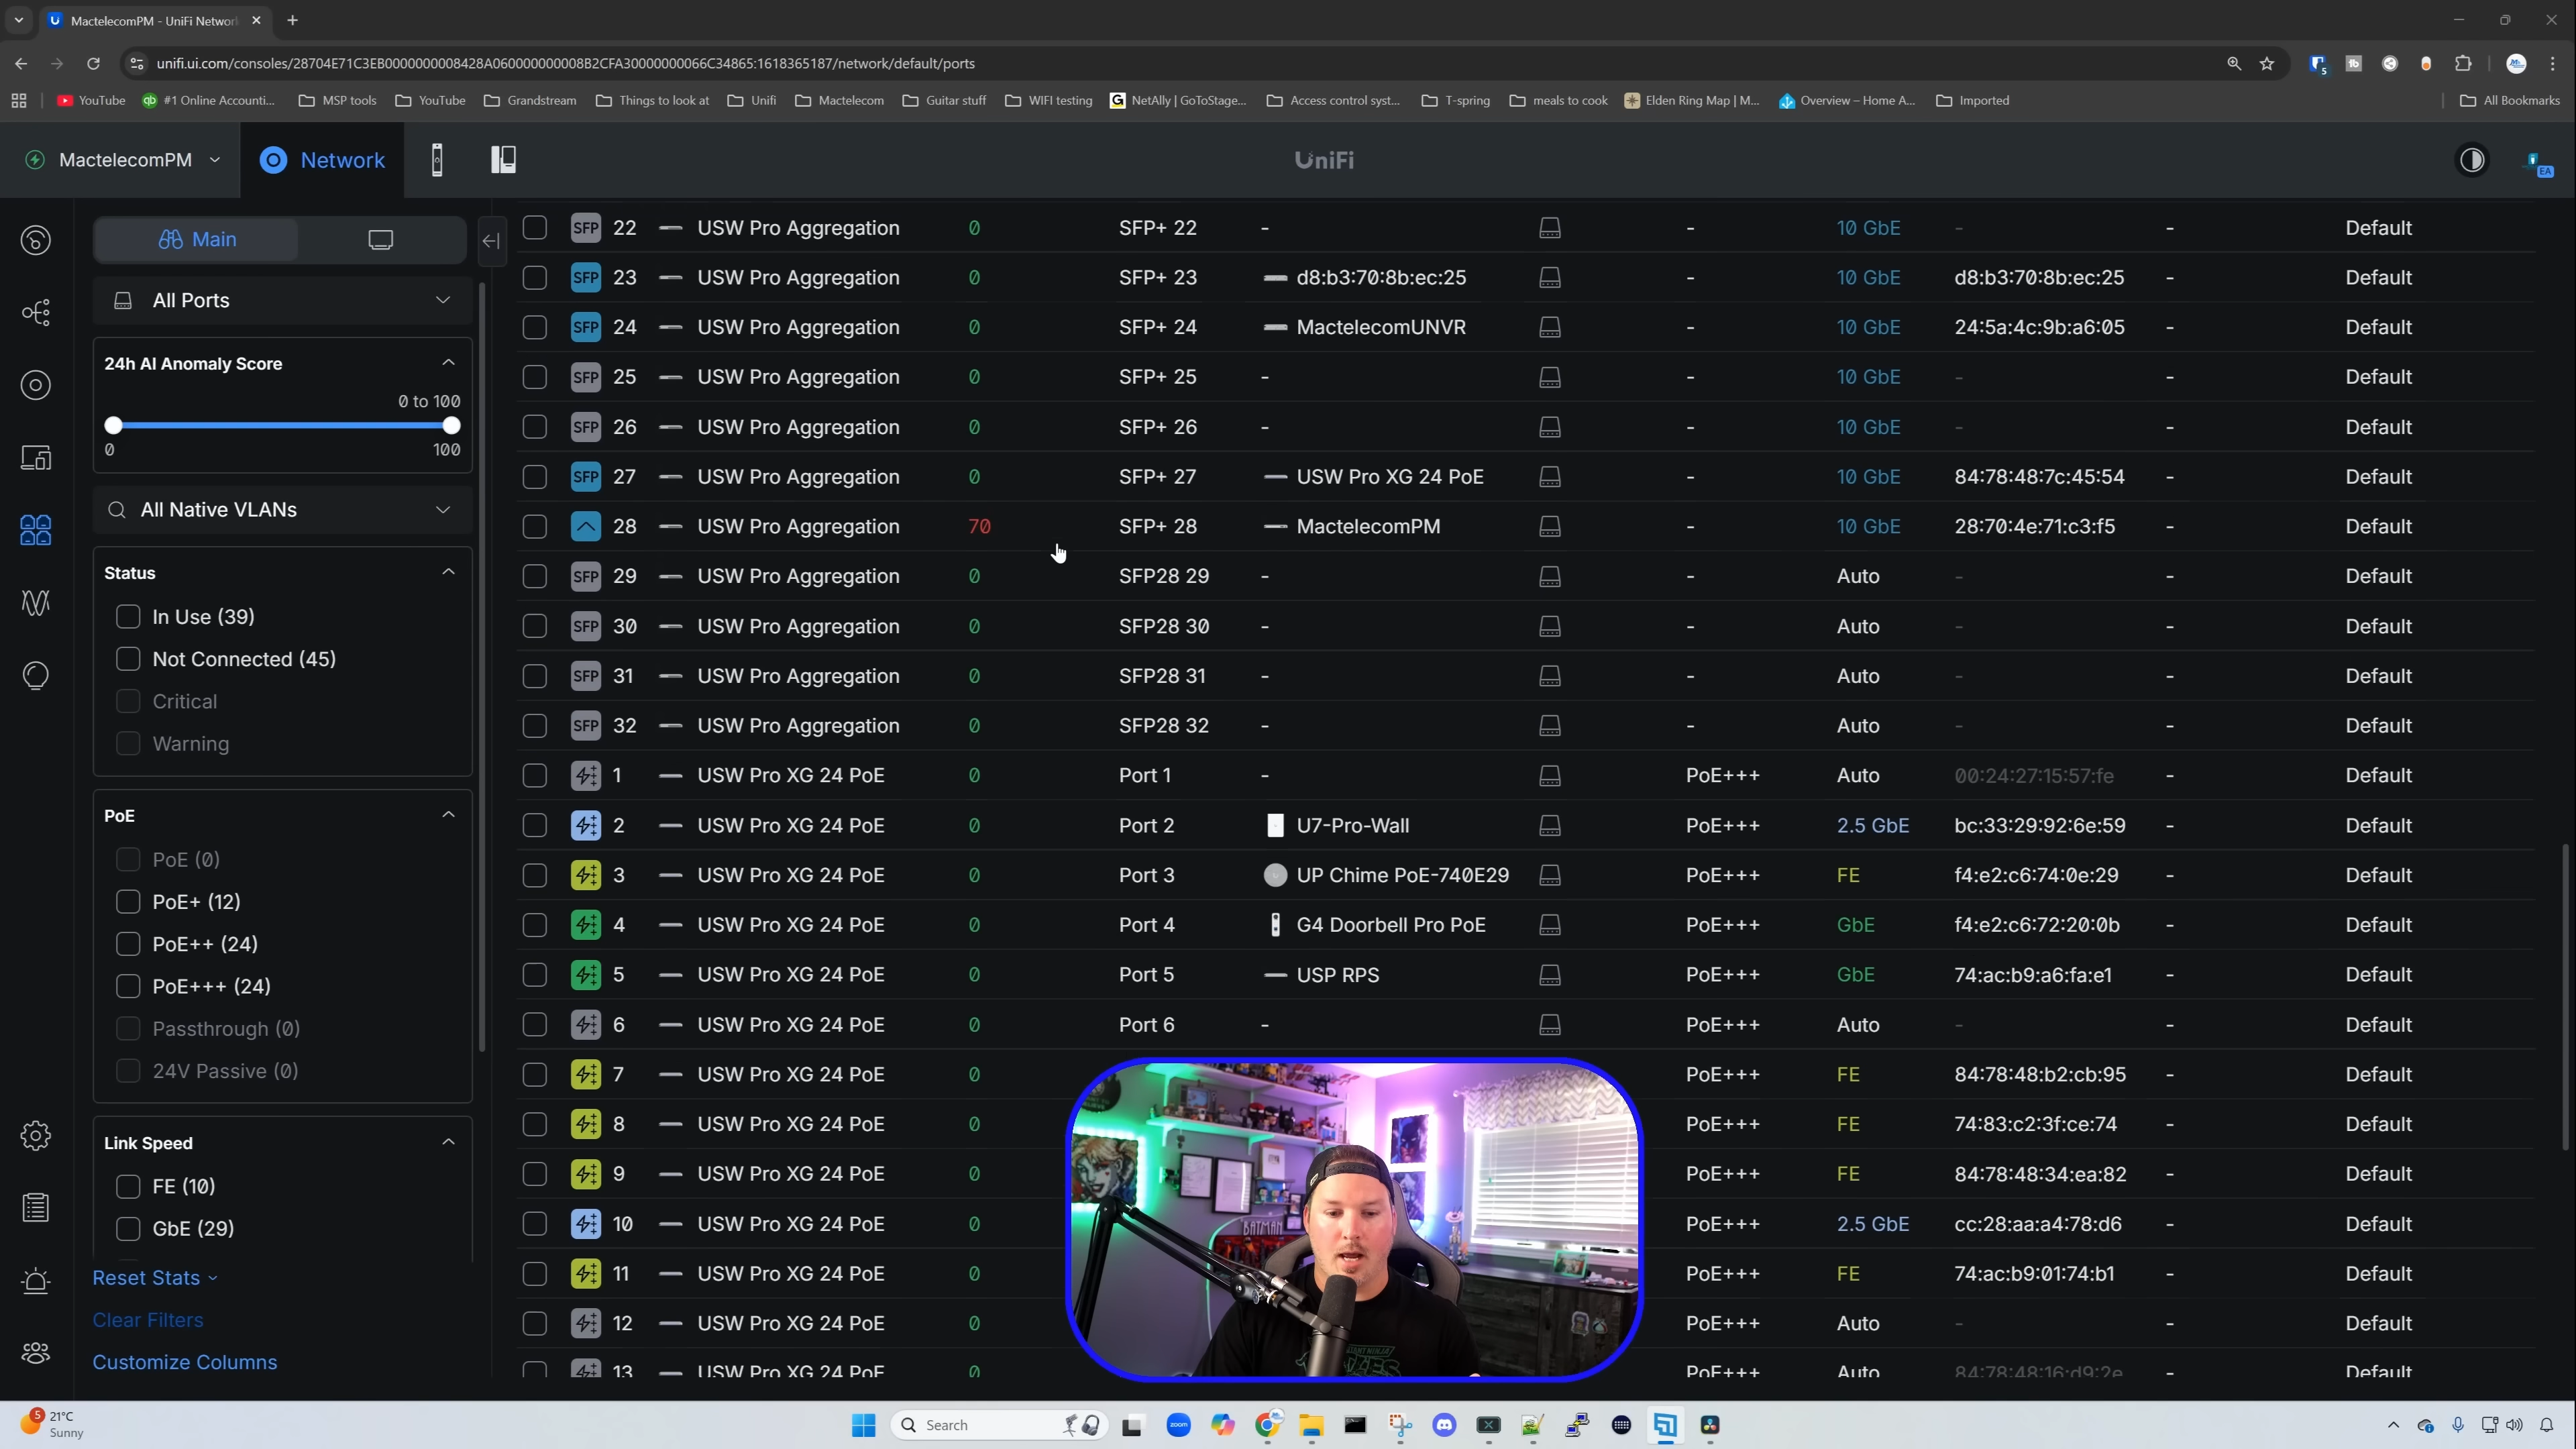 MactelecomPM - UniFi Network
unifi.ui.com/consoles/28704E71C3EB0000000008428A060000000008B2CFA30000000066C34865:1618365187/network/default/ports
YouTube #1 Online Accounti... MSP tools YouTube Grandstream Things to look at Unifi Mactelecom Guitar stuff WIFI testing NetAlly | GoToStage... Access control syst... T-spring meals to cook Elden Ring Map | M... Overview – Home A... Imported All Bookmarks
MactelecomPM Network UniFi EA
Main
All Ports
24h AI Anomaly Score
0 to 100
0 100
All Native VLANs
Status
In Use (39)
Not Connected (45)
Critical
Warning
PoE
PoE (0)
PoE+ (12)
PoE++ (24)
PoE+++ (24)
Passthrough (0)
24V Passive (0)
Link Speed
FE (10)
GbE (29)
Reset Stats
Clear Filters
Customize Columns
SFP 22 USW Pro Aggregation 0 SFP+ 22 - - 10 GbE - - Default
SFP 23 USW Pro Aggregation 0 SFP+ 23 d8:b3:70:8b:ec:25 - 10 GbE d8:b3:70:8b:ec:25 - Default
SFP 24 USW Pro Aggregation 0 SFP+ 24 MactelecomUNVR - 10 GbE 24:5a:4c:9b:a6:05 - Default
SFP 25 USW Pro Aggregation 0 SFP+ 25 - - 10 GbE - - Default
SFP 26 USW Pro Aggregation 0 SFP+ 26 - - 10 GbE - - Default
SFP 27 USW Pro Aggregation 0 SFP+ 27 USW Pro XG 24 PoE - 10 GbE 84:78:48:7c:45:54 - Default
28 USW Pro Aggregation 70 SFP+ 28 MactelecomPM - 10 GbE 28:70:4e:71:c3:f5 - Default
SFP 29 USW Pro Aggregation 0 SFP28 29 - - Auto - - Default
SFP 30 USW Pro Aggregation 0 SFP28 30 - - Auto - - Default
SFP 31 USW Pro Aggregation 0 SFP28 31 - - Auto - - Default
SFP 32 USW Pro Aggregation 0 SFP28 32 - - Auto - - Default
1 USW Pro XG 24 PoE 0 Port 1 - PoE+++ Auto 00:24:27:15:57:fe - Default
2 USW Pro XG 24 PoE 0 Port 2 U7-Pro-Wall PoE+++ 2.5 GbE bc:33:29:92:6e:59 - Default
3 USW Pro XG 24 PoE 0 Port 3 UP Chime PoE-740E29 PoE+++ FE f4:e2:c6:74:0e:29 - Default
4 USW Pro XG 24 PoE 0 Port 4 G4 Doorbell Pro PoE PoE+++ GbE f4:e2:c6:72:20:0b - Default
5 USW Pro XG 24 PoE 0 Port 5 USP RPS PoE+++ GbE 74:ac:b9:a6:fa:e1 - Default
6 USW Pro XG 24 PoE 0 Port 6 - PoE+++ Auto - - Default
7 USW Pro XG 24 PoE 0 PoE+++ FE 84:78:48:b2:cb:95 - Default
8 USW Pro XG 24 PoE 0 PoE+++ FE 74:83:c2:3f:ce:74 - Default
9 USW Pro XG 24 PoE 0 PoE+++ FE 84:78:48:34:ea:82 - Default
10 USW Pro XG 24 PoE 0 PoE+++ 2.5 GbE cc:28:aa:a4:78:d6 - Default
11 USW Pro XG 24 PoE 0 PoE+++ FE 74:ac:b9:01:74:b1 - Default
12 USW Pro XG 24 PoE 0 PoE+++ Auto - - Default
13 USW Pro XG 24 PoE 0 PoE+++ Auto 84:78:48:16:d9:2e - Default
BATMAN
5 21°C
Sunny
Search
zoom